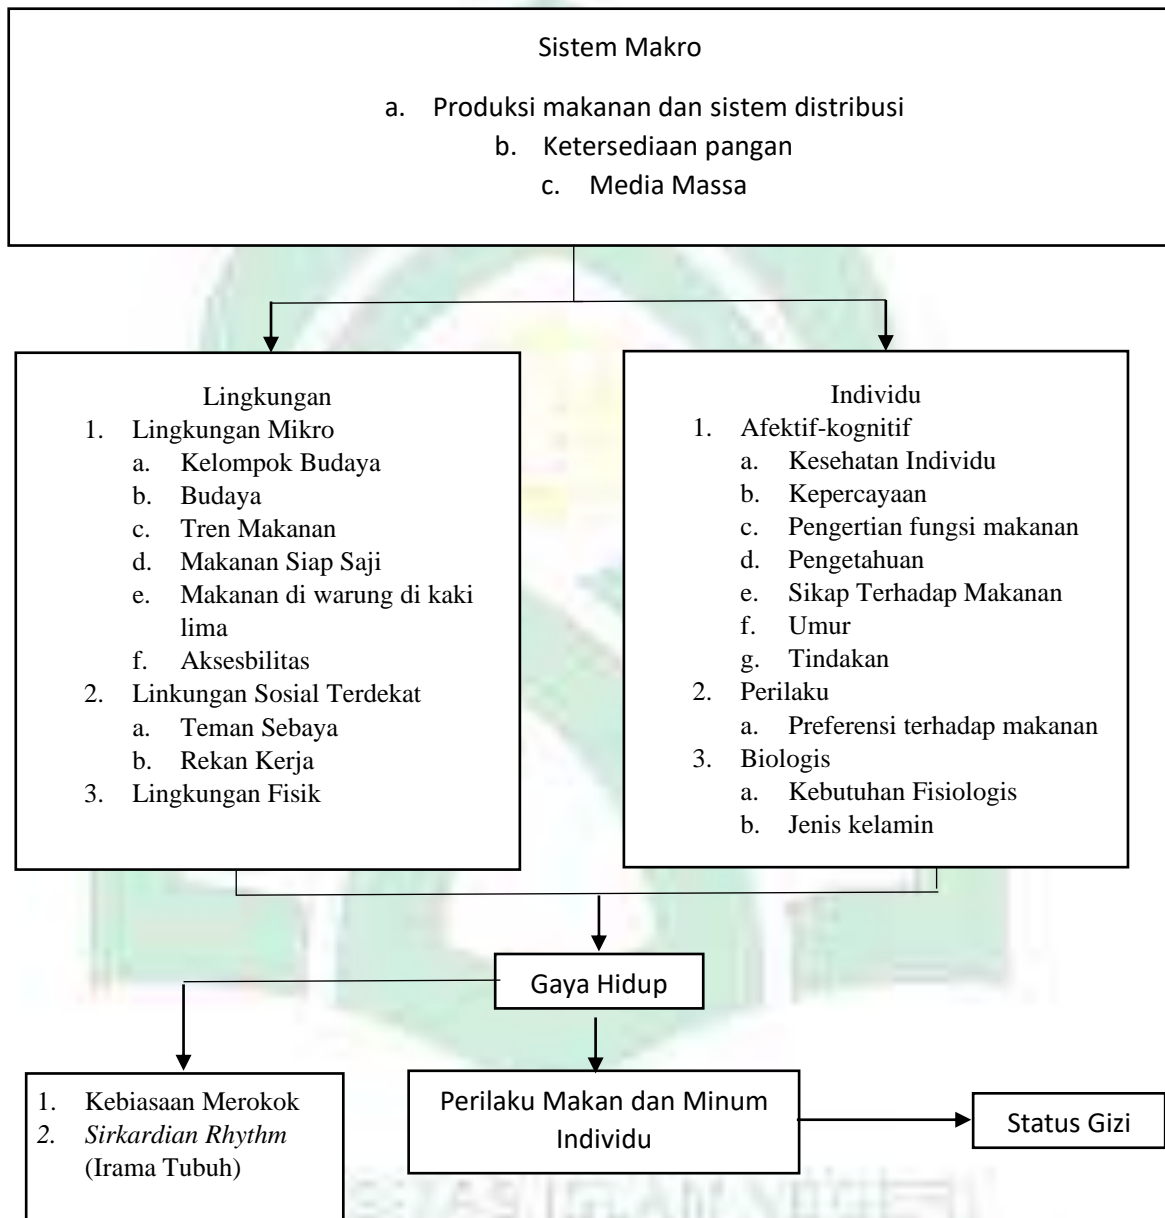 Sistem Makro
a. Produksi makanan dan sistem distribusi
b. Ketersediaan pangan
c. Media Massa
Lingkungan
1. Lingkungan Mikro
a. Kelompok Budaya
b. Budaya
c. Tren Makanan
d. Makanan Siap Saji
e. Makanan di warung di kaki
lima
f. Aksesbilitas
2. Linkungan Sosial Terdekat
a. Teman Sebaya
b. Rekan Kerja
3. Lingkungan Fisik
Individu
1. Afektif-kognitif
a. Kesehatan Individu
b. Kepercayaan
c. Pengertian fungsi makanan
d. Pengetahuan
e. Sikap Terhadap Makanan
f. Umur
g. Tindakan
2. Perilaku
a. Preferensi terhadap makanan
3. Biologis
a. Kebutuhan Fisiologis
b. Jenis kelamin
Gaya Hidup
1. Kebiasaan Merokok
2. Sirkardian Rhythm
(Irama Tubuh)
Perilaku Makan dan Minum
Individu
Status Gizi